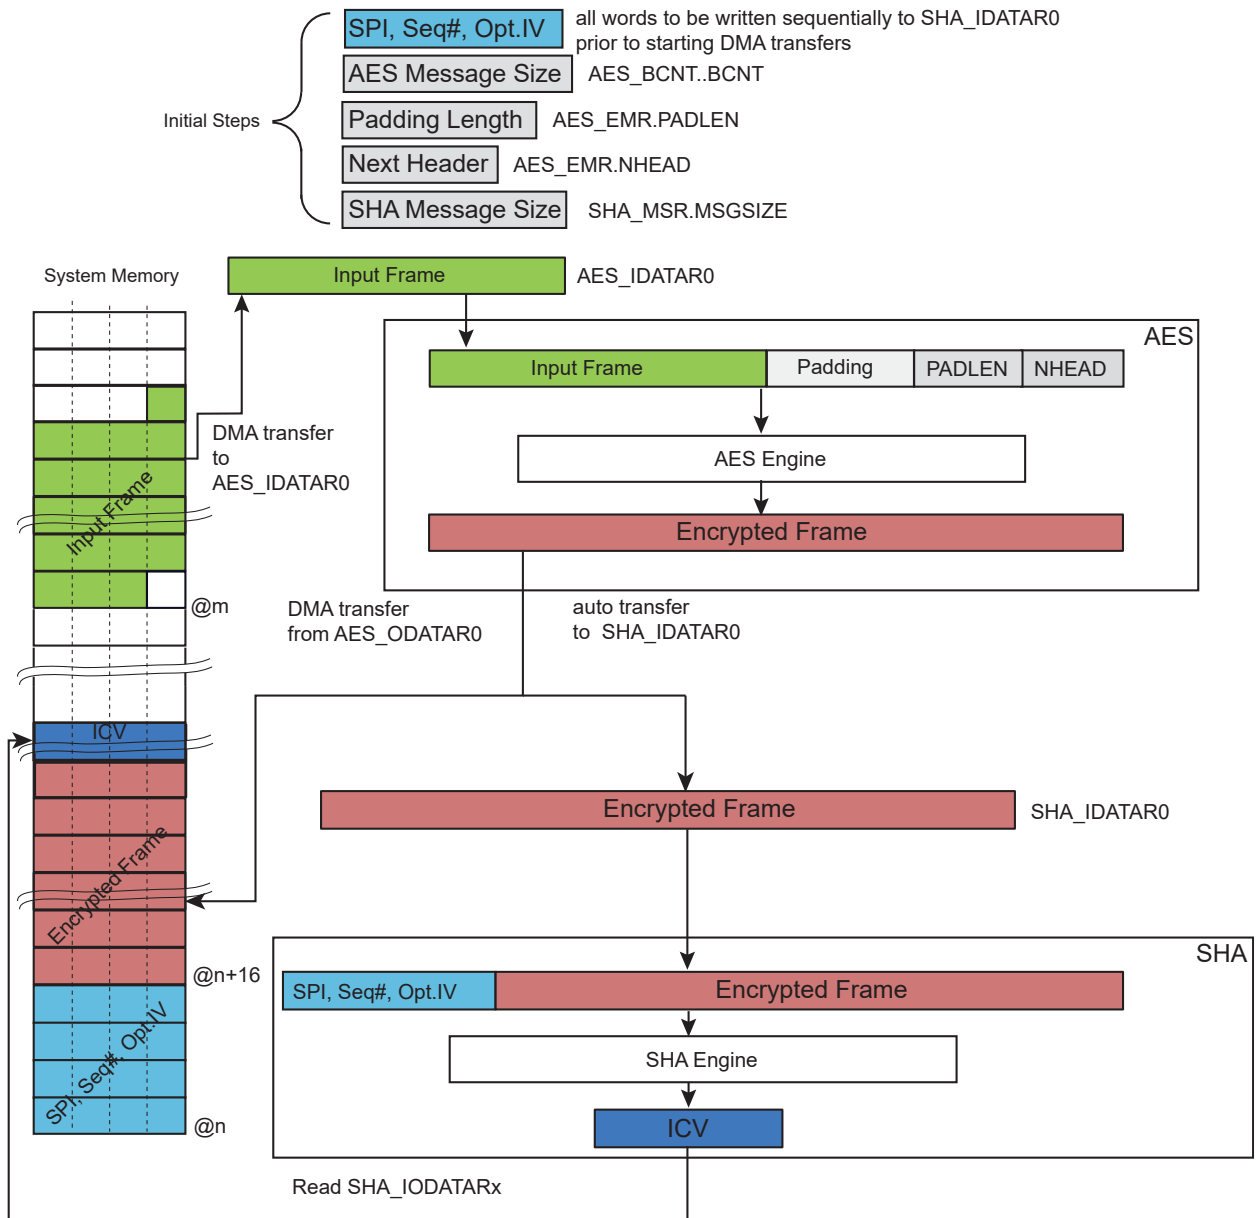 SPI, Seq#, Opt.IV
all words to be written sequentially to SHA_IDATAR0
prior to starting DMA transfers
AES Message Size
AES_BCNT..BCNT
Initial Steps
Padding Length
AES_EMR.PADLEN
Next Header
AES_EMR.NHEAD
SHA Message Size
SHA_MSR.MSGSIZE
System Memory
Input Frame
AES_IDATAR0
AES
Input Frame
Padding
PADLEN
NHEAD
DMA transfer
to
AES_IDATAR0
AES Engine
Input Frame
Encrypted Frame
@m
DMA transfer
from AES_ODATAR0
auto transfer
to SHA_IDATAR0
ICV
Encrypted Frame
SHA_IDATAR0
Encrypted Frame
SHA
@n+16
SPI, Seq#, Opt.IV
Encrypted Frame
SPI, Seq#, Opt.IV
SHA Engine
@n
ICV
Read SHA_IODATARx